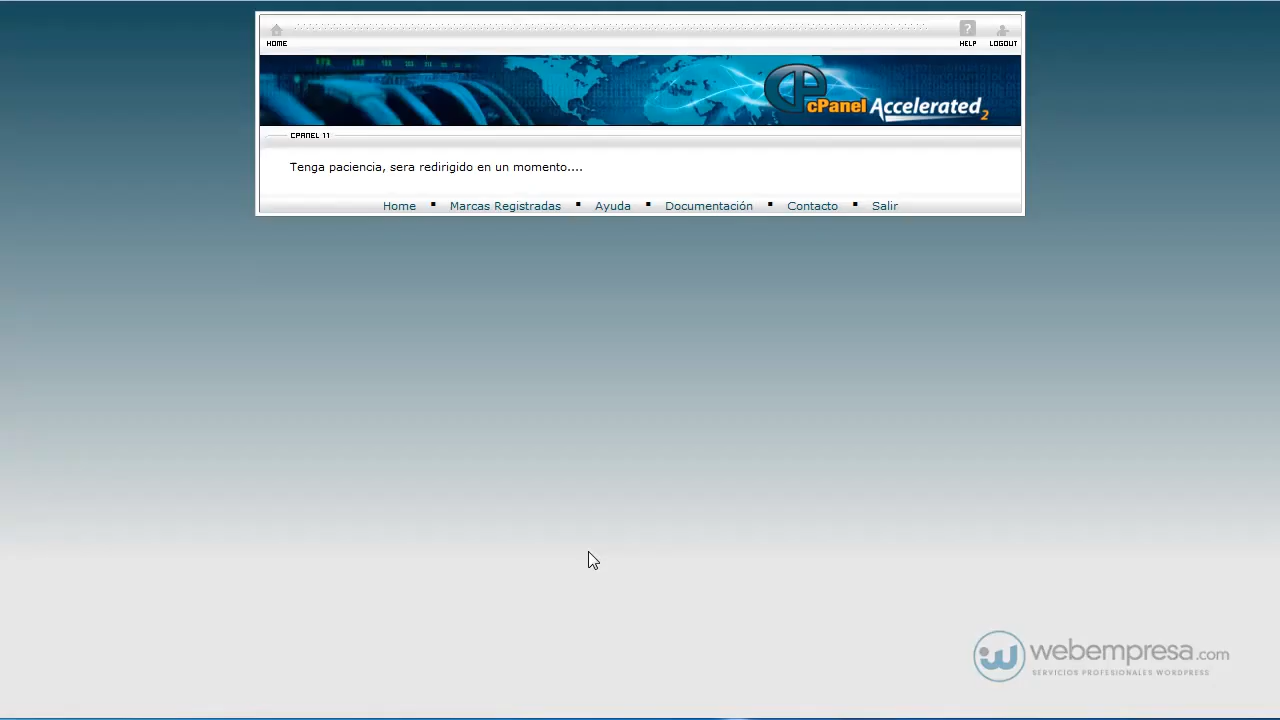 HOME
HELP
LOGOUT
cPanel Accelerated 2
CPANEL 11
Tenga paciencia, sera redirigido en un momento....
Home ▪ Marcas Registradas ▪ Ayuda ▪ Documentación ▪ Contacto ▪ Salir
webempresa.com
SERVICIOS PROFESIONALES WORDPRESS